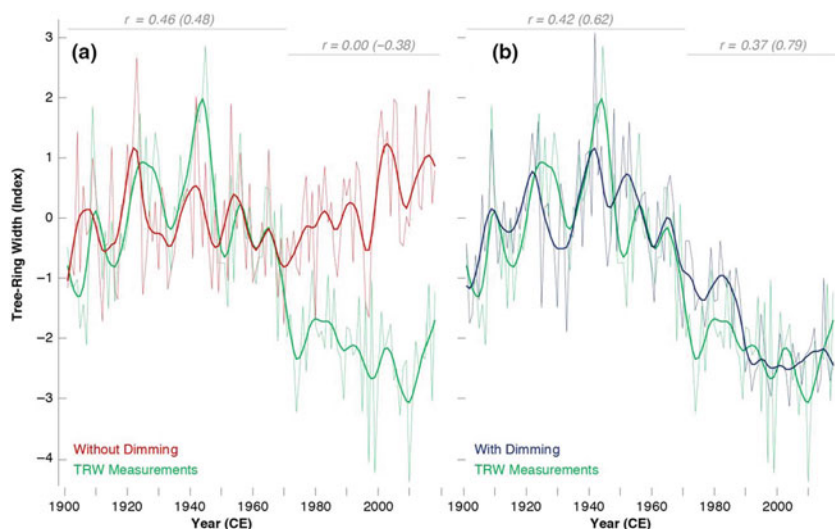 r = 0.46 (0.48)
r = 0.00 (−0.38)
r = 0.42 (0.62)
r = 0.37 (0.79)
(a)
(b)
3
2
1
0
−1
−2
−3
−4
Tree-Ring Width (Index)
Without Dimming
TRW Measurements
With Dimming
TRW Measurements
1900 1920 1940 1960 1980 2000
1900 1920 1940 1960 1980 2000
Year (CE)
Year (CE)